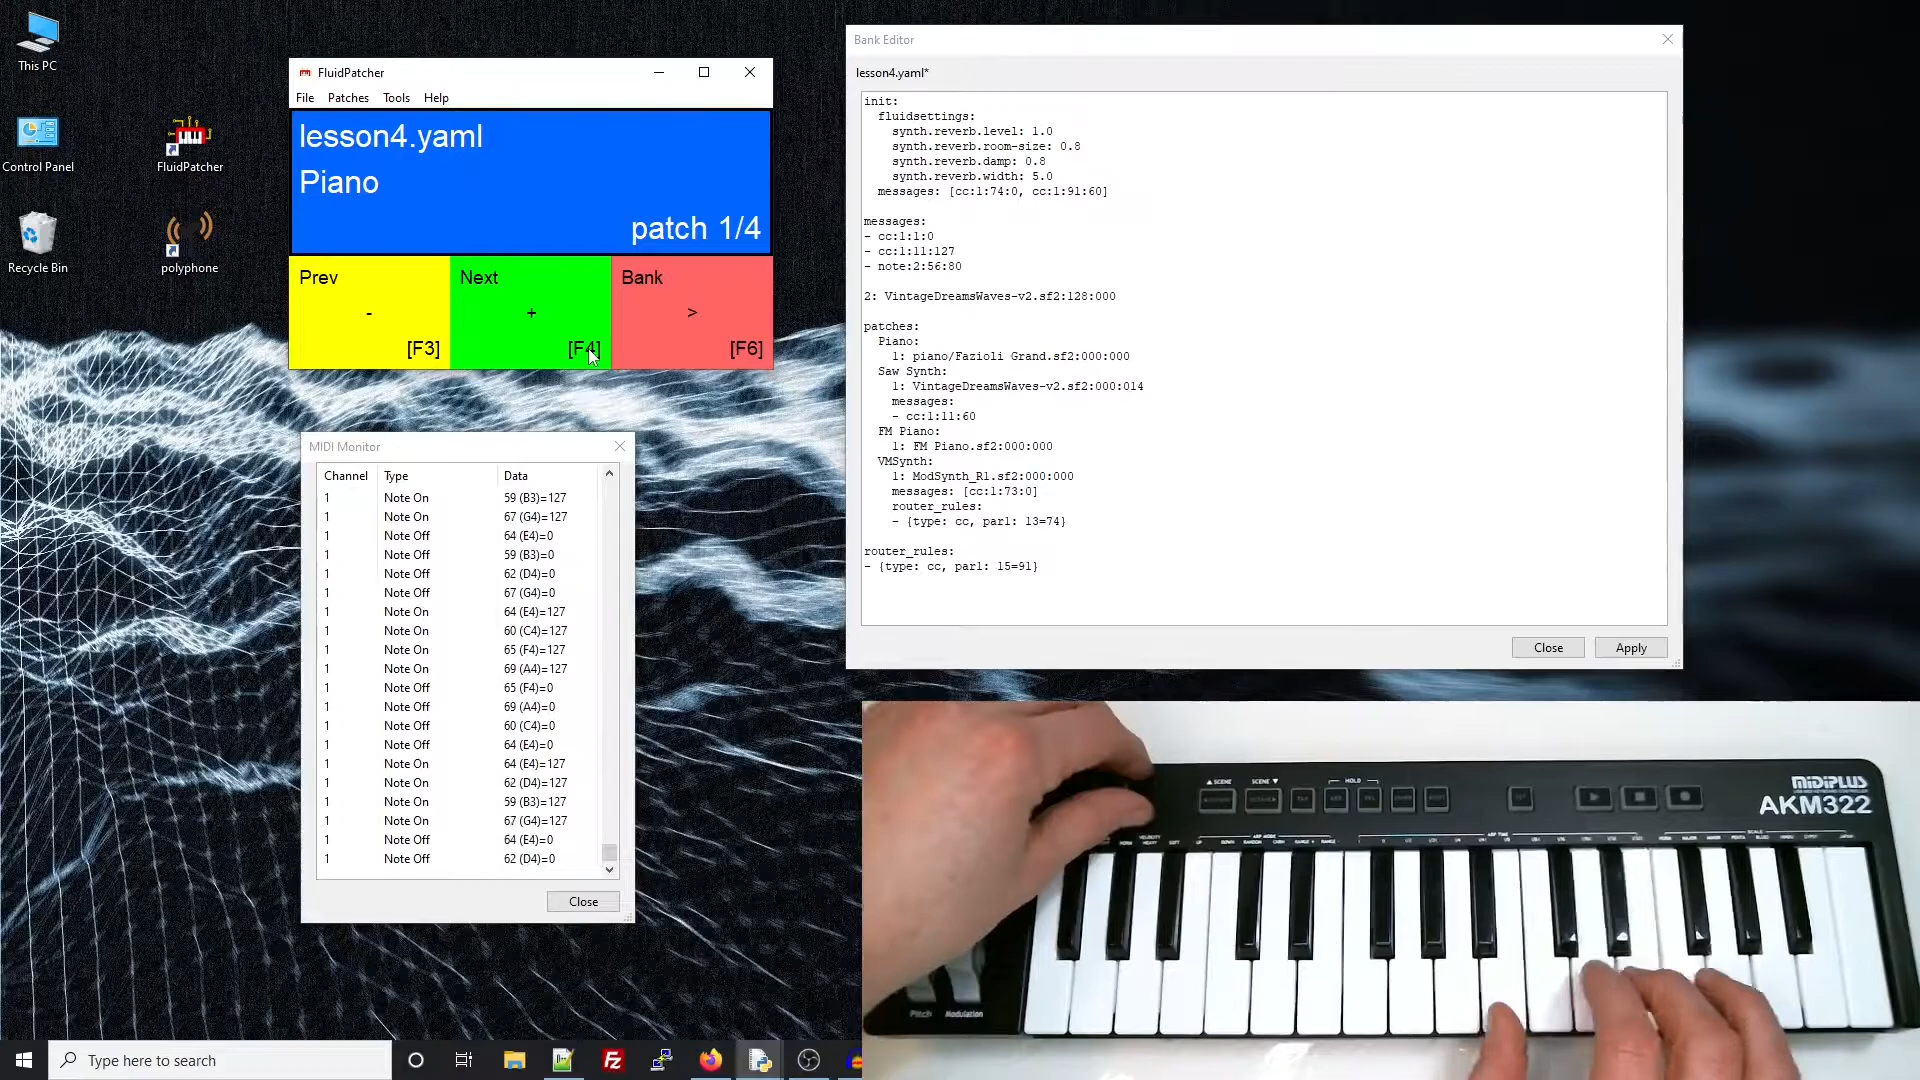 This PC
Control Panel
Recycle Bin
FluidPatcher
polyphone
FluidPatcher
File Patches Tools Help
lesson4.yaml
Piano
patch 1/4
Prev
-
[F3]
Next
+
[F4]
Bank
>
[F6]
MIDI Monitor
Channel Type Data
1 Note On 59 (B3)=127
1 Note On 67 (G4)=127
1 Note Off 64 (E4)=0
1 Note Off 59 (B3)=0
1 Note Off 62 (D4)=0
1 Note Off 67 (G4)=0
1 Note On 64 (E4)=127
1 Note On 60 (C4)=127
1 Note On 65 (F4)=127
1 Note On 69 (A4)=127
1 Note Off 65 (F4)=0
1 Note Off 69 (A4)=0
1 Note Off 60 (C4)=0
1 Note Off 64 (E4)=0
1 Note On 64 (E4)=127
1 Note On 62 (D4)=127
1 Note On 59 (B3)=127
1 Note On 67 (G4)=127
1 Note Off 64 (E4)=0
1 Note Off 62 (D4)=0
Close
Bank Editor
lesson4.yaml*
init:
fluidsettings:
synth.reverb.level: 1.0
synth.reverb.room-size: 0.8
synth.reverb.damp: 0.8
synth.reverb.width: 5.0
messages: [cc:1:74:0, cc:1:91:60]
messages:
- cc:1:1:0
- cc:1:11:127
- note:2:56:80
2: VintageDreamsWaves-v2.sf2:128:000
patches:
Piano:
1: piano/Fazioli Grand.sf2:000:000
Saw Synth:
1: VintageDreamsWaves-v2.sf2:000:014
messages:
- cc:1:11:60
FM Piano:
1: FM Piano.sf2:000:000
VMSynth:
1: ModSynth_R1.sf2:000:000
messages: [cc:1:73:0]
router_rules:
- {type: cc, par1: 13=74}
router_rules:
- {type: cc, par1: 15=91}
Close Apply
MIDIPLUS
AKM322
▲ SCENE SCENE ▼ HOLD
VELOCITY
HEAVY SOFT
ARP MODE
ARP TIME
SCALE
Pitch Modulation
Type here to search